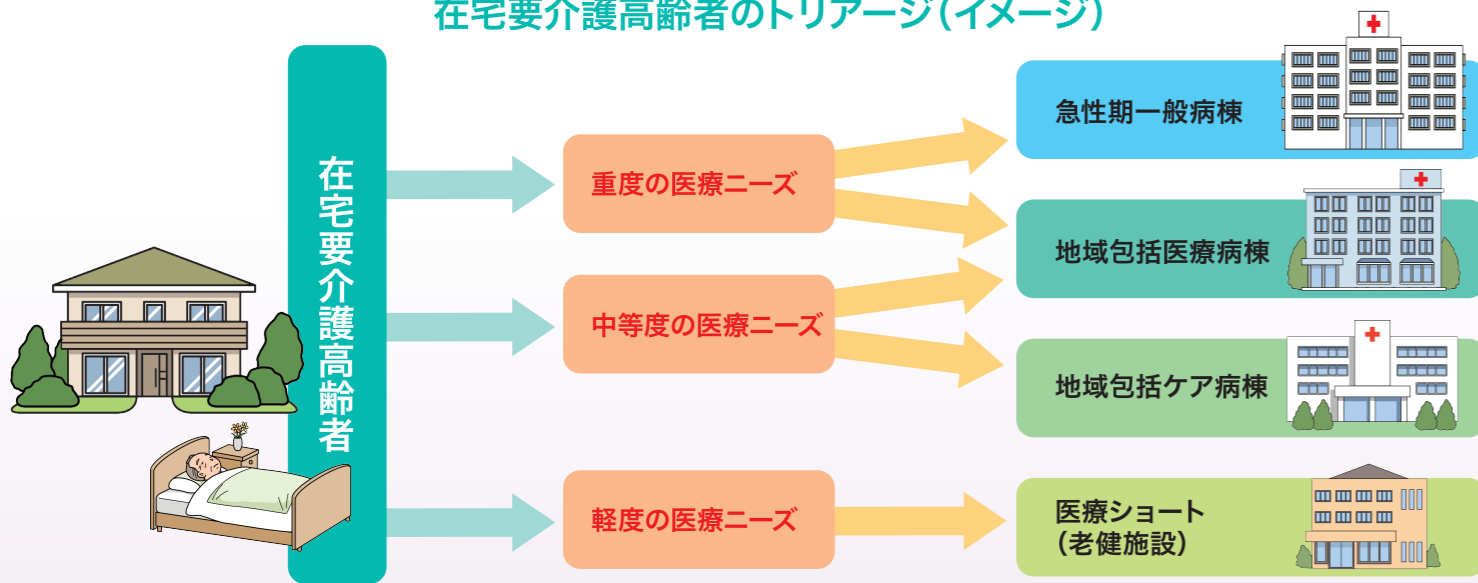 在宅要介護高齢者のトリアージ(イメージ)
在宅要介護高齢者
重度の医療ニーズ
中等度の医療ニーズ
軽度の医療ニーズ
急性期一般病棟
地域包括医療病棟
地域包括ケア病棟
医療ショート
(老健施設)